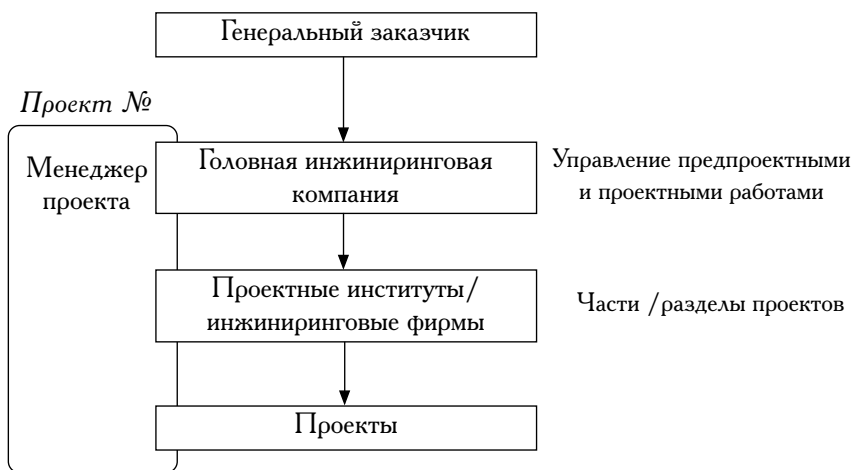 Генеральный заказчик
Проект №
Менеджер
проекта
Головная инжиниринговая
компания
Управление предпроектными
и проектными работами
Проектные институты/
инжиниринговые фирмы
Части /разделы проектов
Проекты